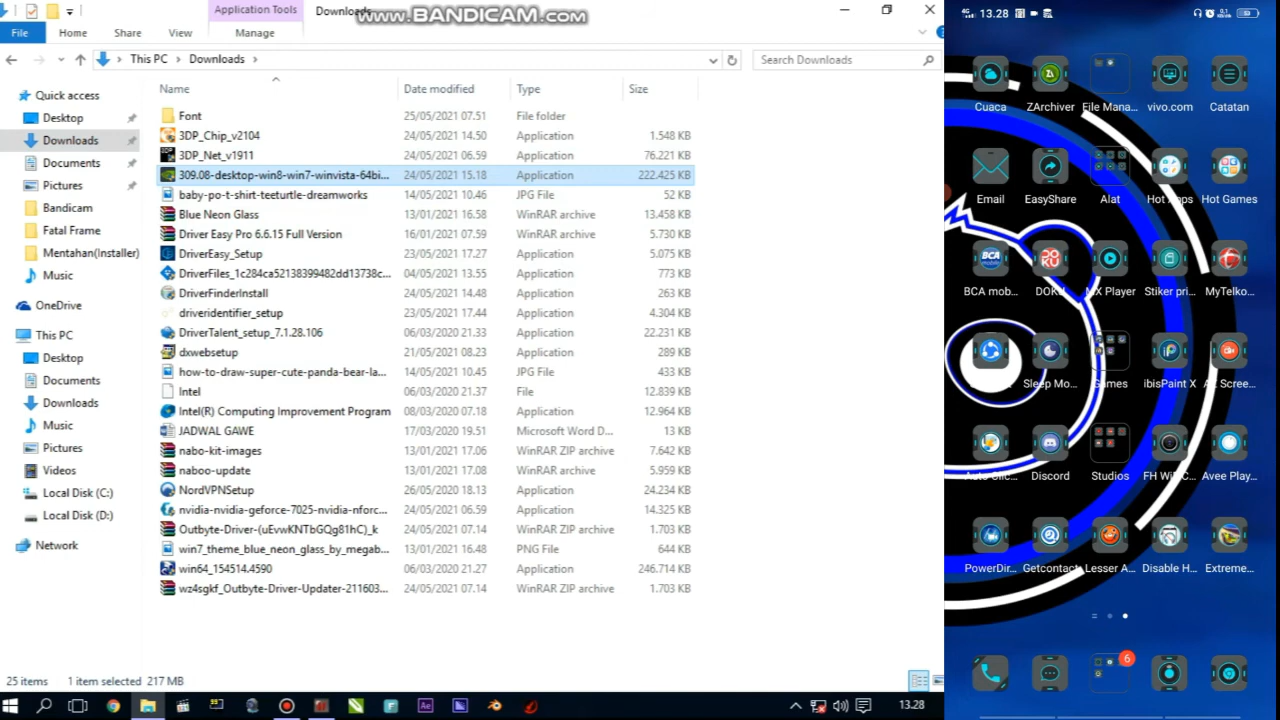 Application Tools
Downloads
www.BANDICAM.com
File
Home
Share
View
Manage
This PC
Downloads
Search Downloads
Name
Date modified
Type
Size
Quick access
Desktop
Downloads
Documents
Pictures
Bandicam
Fatal Frame
Mentahan(Installer)
Music
OneDrive
This PC
Desktop
Documents
Downloads
Music
Pictures
Videos
Local Disk (C:)
Local Disk (D:)
Network
Font 25/05/2021 07.51 File folder
3DP_Chip_v2104 24/05/2021 14.50 Application 1.548 KB
3DP_Net_v1911 24/05/2021 06.59 Application 76.221 KB
309.08-desktop-win8-win7-winvista-64bi... 24/05/2021 15.18 Application 222.425 KB
baby-po-t-shirt-teeturtle-dreamworks 14/05/2021 10.46 JPG File 52 KB
Blue Neon Glass 13/01/2021 16.58 WinRAR archive 13.458 KB
Driver Easy Pro 6.6.15 Full Version 16/01/2021 07.59 WinRAR archive 5.730 KB
DriverEasy_Setup 23/05/2021 17.27 Application 5.075 KB
DriverFiles_1c284ca52138399482dd13738c... 04/05/2021 13.55 Application 773 KB
DriverFinderInstall 24/05/2021 14.48 Application 263 KB
driveridentifier_setup 23/05/2021 17.44 Application 4.304 KB
DriverTalent_setup_7.1.28.106 06/03/2020 21.33 Application 22.231 KB
dxwebsetup 21/05/2021 08.23 Application 289 KB
how-to-draw-super-cute-panda-bear-la... 14/05/2021 10.45 JPG File 433 KB
Intel 06/03/2020 21.37 File 12.839 KB
Intel(R) Computing Improvement Program 08/03/2020 07.18 Application 12.964 KB
JADWAL GAWE 17/03/2020 19.51 Microsoft Word D... 13 KB
nabo-kit-images 13/01/2021 17.06 WinRAR ZIP archive 7.642 KB
naboo-update 13/01/2021 17.08 WinRAR archive 5.959 KB
NordVPNSetup 26/05/2020 18.13 Application 24.234 KB
nvidia-nvidia-geforce-7025-nvidia-nforc... 24/05/2021 06.59 Application 14.325 KB
Outbyte-Driver-(uEvwKNTbGQg81hC)_k 24/05/2021 07.14 WinRAR ZIP archive 1.703 KB
win7_theme_blue_neon_glass_by_megab... 13/01/2021 16.48 PNG File 644 KB
win64_154514.4590 06/03/2020 21.27 Application 246.714 KB
wz4sgkf_Outbyte-Driver-Updater-211603... 24/05/2021 07.14 WinRAR ZIP archive 1.703 KB
25 items 1 item selected 217 MB
13.28
13.28
Cuaca ZArchiver File Mana... vivo.com Catatan
Email EasyShare Alat Hot Apps Hot Games
BCA mob... DOKU MX Player Stiker pri... MyTelko...
Sleep Mo... Games ibisPaint X Scree...
Auto Clic... Discord Studios FH WiFi C... Avee Play...
PowerDir... Getcontact Lesser A... Disable H... Extreme...
6